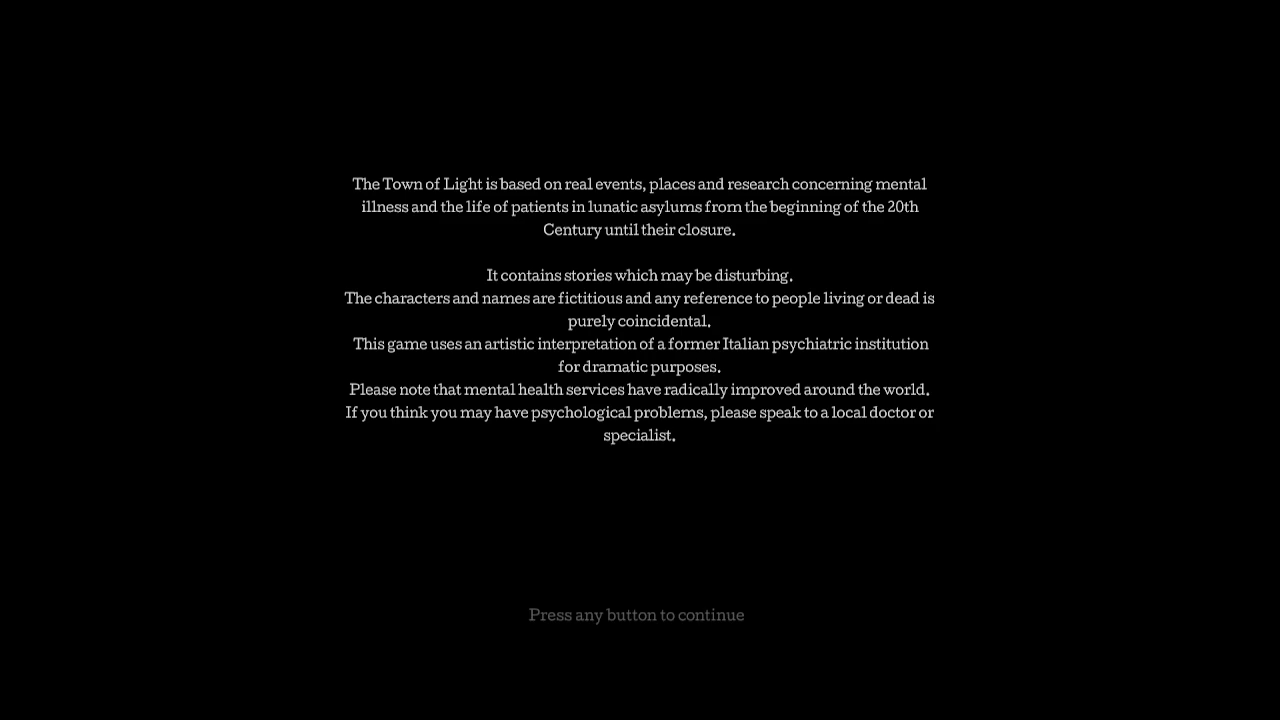 The Town of Light is based on real events, places and research concerning mental
illness and the life of patients in lunatic asylums from the beginning of the 20th
Century until their closure.
It contains stories which may be disturbing.
The characters and names are fictitious and any reference to people living or dead is
purely coincidental.
This game uses an artistic interpretation of a former Italian psychiatric institution
for dramatic purposes.
Please note that mental health services have radically improved around the world.
If you think you may have psychological problems, please speak to a local doctor or
specialist.
Press any button to continue